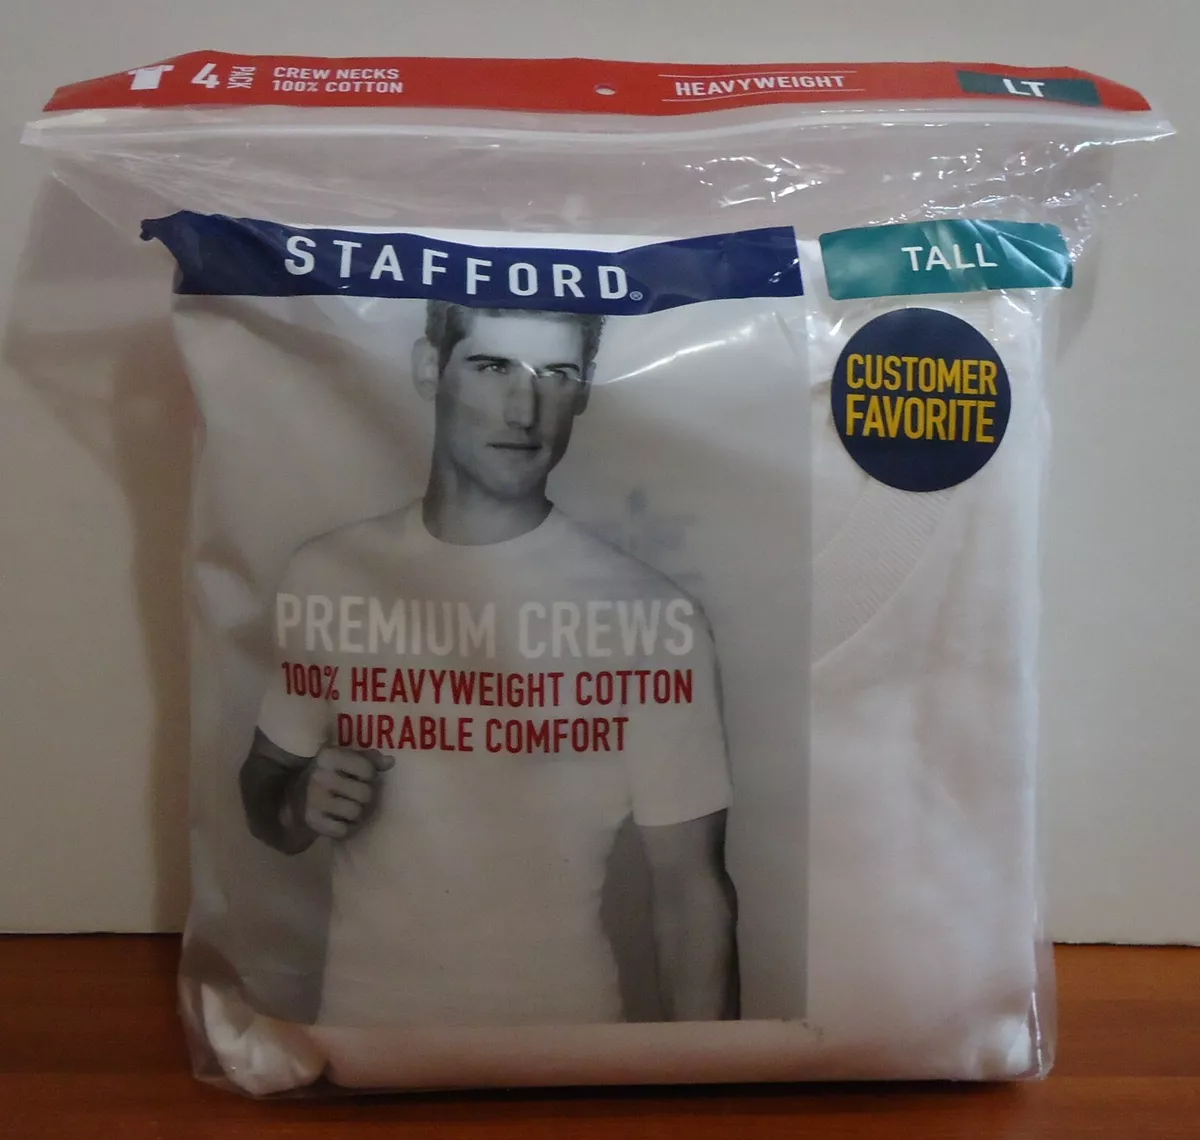 4 PACK
CREW NECKS
100% COTTON
HEAVYWEIGHT
LT
STAFFORD®
TALL
CUSTOMER
FAVORITE
PREMIUM CREWS
100% HEAVYWEIGHT COTTON
DURABLE COMFORT